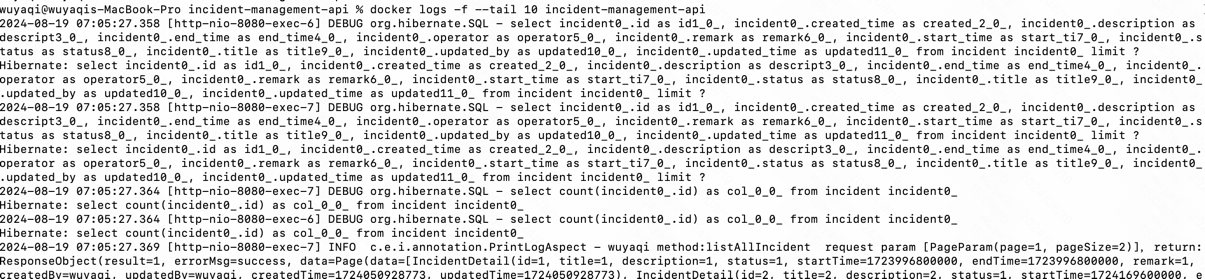 wuyaqi@wuyaqis-MacBook-Pro incident-management-api % docker logs -f --tail 10 incident-management-api
2024-08-19 07:05:27.358 [http-nio-8080-exec-6] DEBUG org.hibernate.SQL - select incident0_.id as id1_0_, incident0_.created_time as created_2_0_, incident0_.description as
descript3_0_, incident0_.end_time as end_time4_0_, incident0_.operator as operator5_0_, incident0_.remark as remark6_0_, incident0_.start_time as start_ti7_0_, incident0_.s
tatus as status8_0_, incident0_.title as title9_0_, incident0_.updated_by as updated10_0_, incident0_.updated_time as updated11_0_ from incident incident0_ limit ?
Hibernate: select incident0_.id as id1_0_, incident0_.created_time as created_2_0_, incident0_.description as descript3_0_, incident0_.end_time as end_time4_0_, incident0_.
operator as operator5_0_, incident0_.remark as remark6_0_, incident0_.start_time as start_ti7_0_, incident0_.status as status8_0_, incident0_.title as title9_0_, incident0_
.updated_by as updated10_0_, incident0_.updated_time as updated11_0_ from incident incident0_ limit ?
2024-08-19 07:05:27.358 [http-nio-8080-exec-7] DEBUG org.hibernate.SQL - select incident0_.id as id1_0_, incident0_.created_time as created_2_0_, incident0_.description as
descript3_0_, incident0_.end_time as end_time4_0_, incident0_.operator as operator5_0_, incident0_.remark as remark6_0_, incident0_.start_time as start_ti7_0_, incident0_.s
tatus as status8_0_, incident0_.title as title9_0_, incident0_.updated_by as updated10_0_, incident0_.updated_time as updated11_0_ from incident incident0_ limit ?
Hibernate: select incident0_.id as id1_0_, incident0_.created_time as created_2_0_, incident0_.description as descript3_0_, incident0_.end_time as end_time4_0_, incident0_.
operator as operator5_0_, incident0_.remark as remark6_0_, incident0_.start_time as start_ti7_0_, incident0_.status as status8_0_, incident0_.title as title9_0_, incident0_
.updated_by as updated10_0_, incident0_.updated_time as updated11_0_ from incident incident0_ limit ?
2024-08-19 07:05:27.364 [http-nio-8080-exec-7] DEBUG org.hibernate.SQL - select count(incident0_.id) as col_0_0_ from incident incident0_
Hibernate: select count(incident0_.id) as col_0_0_ from incident incident0_
2024-08-19 07:05:27.364 [http-nio-8080-exec-6] DEBUG org.hibernate.SQL - select count(incident0_.id) as col_0_0_ from incident incident0_
Hibernate: select count(incident0_.id) as col_0_0_ from incident incident0_
2024-08-19 07:05:27.369 [http-nio-8080-exec-7] INFO  c.e.i.annotation.PrintLogAspect - wuyaqi method:listAllIncident  request param [PageParam(page=1, pageSize=2)], return:
ResponseObject(result=1, errorMsg=success, data=Page(data=[IncidentDetail(id=1, title=1, description=1, status=1, startTime=1723996800000, endTime=1723996800000, remark=1,
createdBy=wuyaqi, updatedBy=wuyaqi, createdTime=1724050928773, updatedTime=1724050928773), IncidentDetail(id=2, title=2, description=2, status=1, startTime=1724169600000,